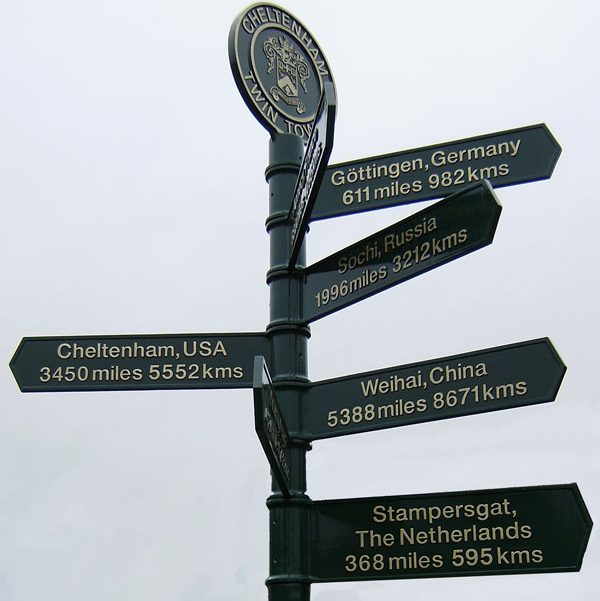 CHELTENHAM
TWIN TOW
Göttingen, Germany
611 miles 982 kms
Sochi, Russia
1996 miles 3212 kms
Cheltenham, USA
3450 miles 5552 kms
Weihai, China
5388 miles 8671 kms
Stampersgat,
The Netherlands
368 miles 595 kms